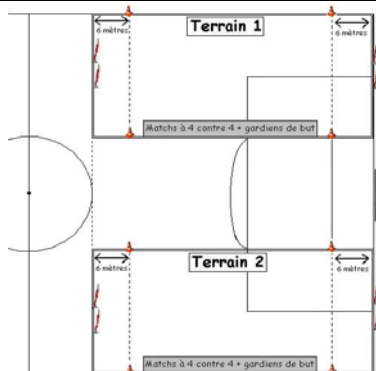 Terrain 1
6 mètres
6 mètres
Matchs à 4 contre 4 + gardiens de but
Terrain 2
6 mètres
6 mètres
Matchs à 4 contre 4 + gardiens de but